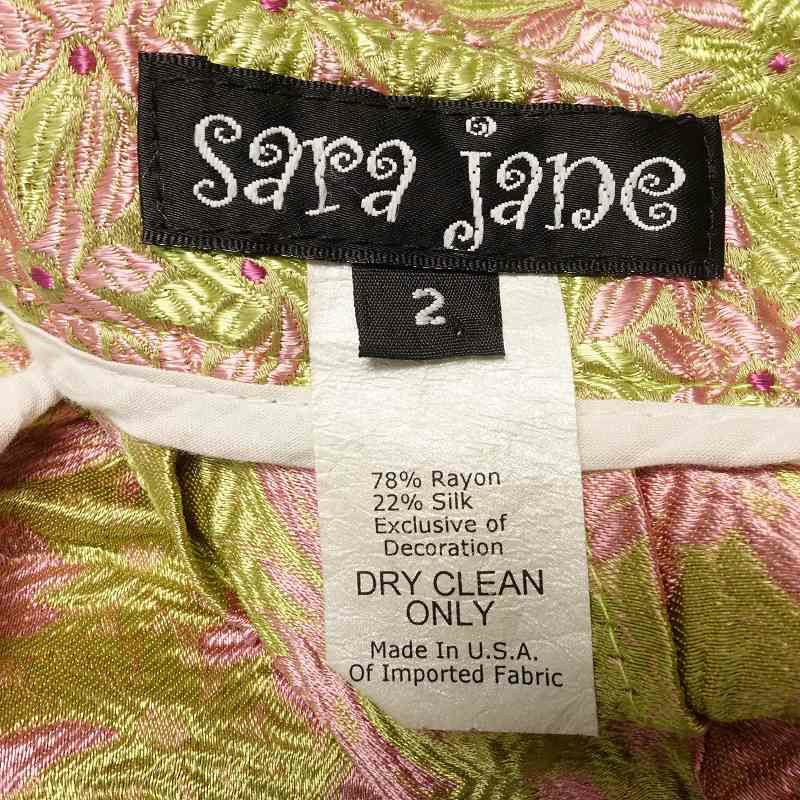 sara jane
2
78% Rayon
22% Silk
Exclusive of
Decoration
DRY CLEAN
ONLY
Made In U.S.A.
Of Imported Fabric